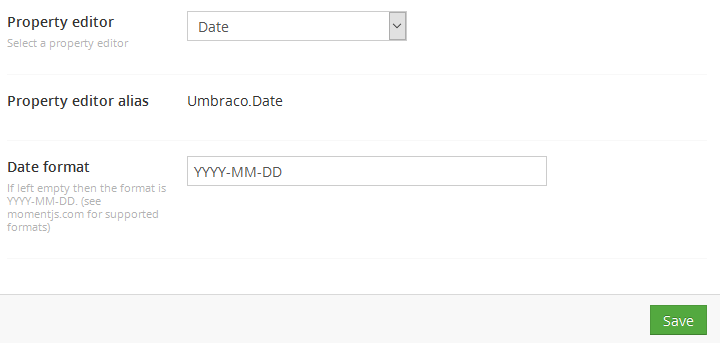 Property editor
Date
Select a property editor
Property editor alias
Umbraco.Date
Date format
YYYY-MM-DD
If left empty then the format is
YYYY-MM-DD. (see
momentjs.com for supported
formats)
Save